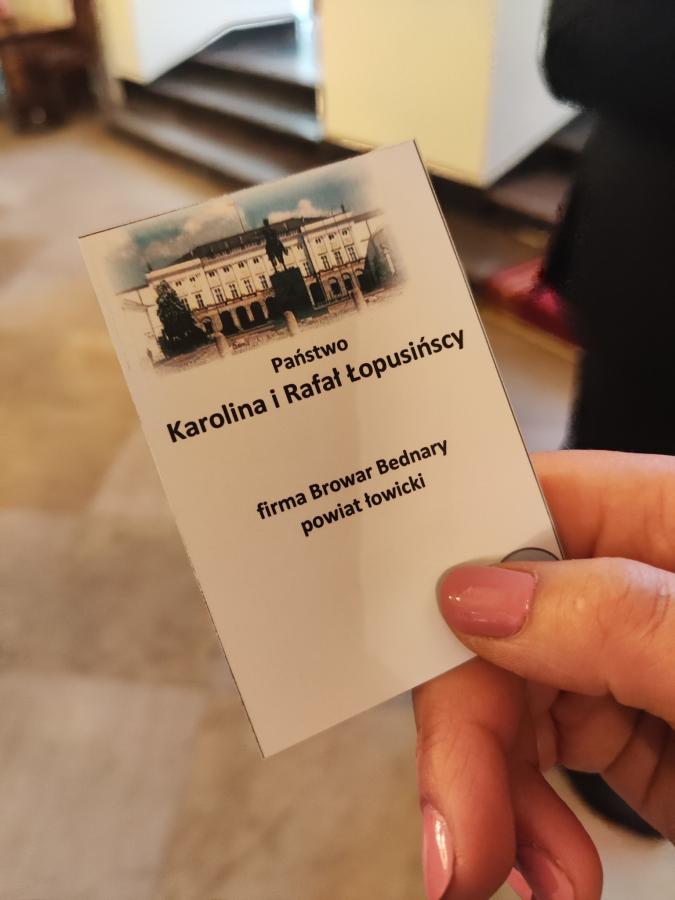 Państwo
Karolina i Rafał Łopusińscy
firma Browar Bednary
powiat łowicki